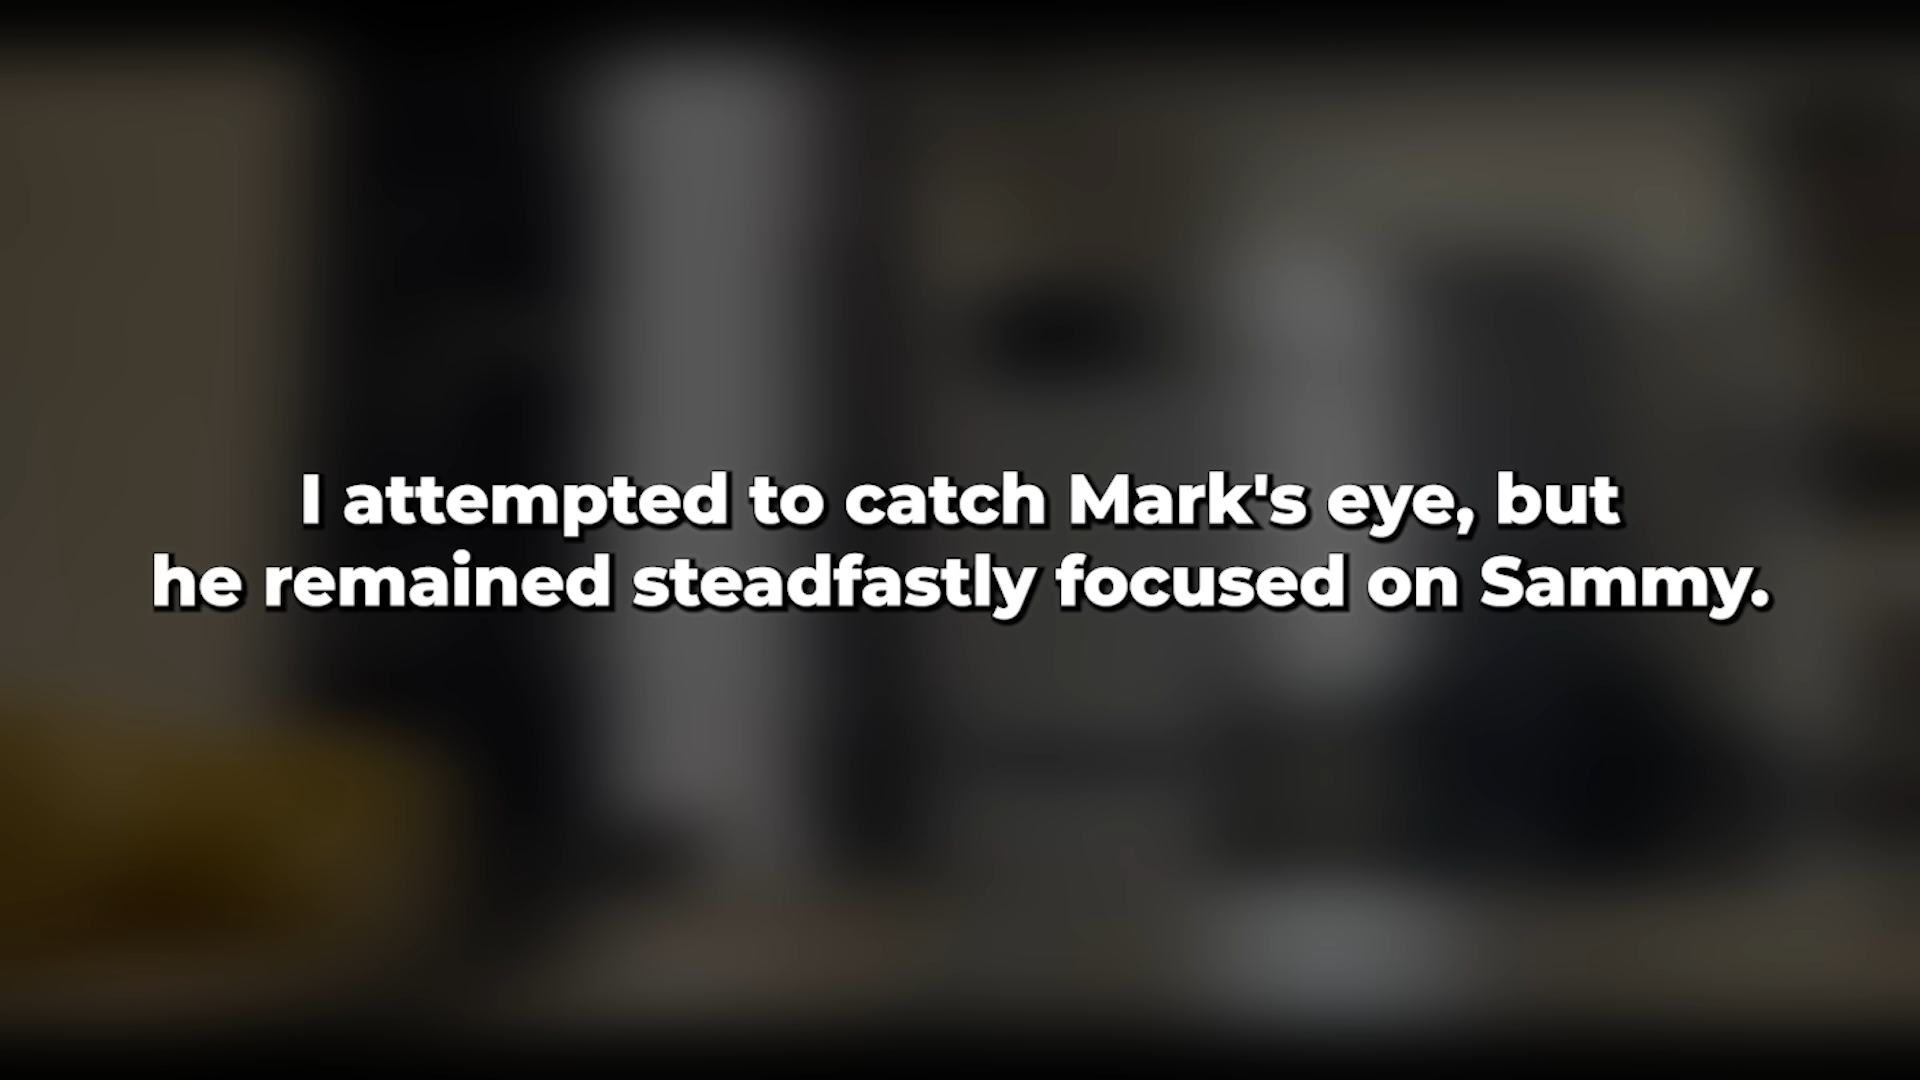 I attempted to catch Mark's eye, but
he remained steadfastly focused on Sammy.